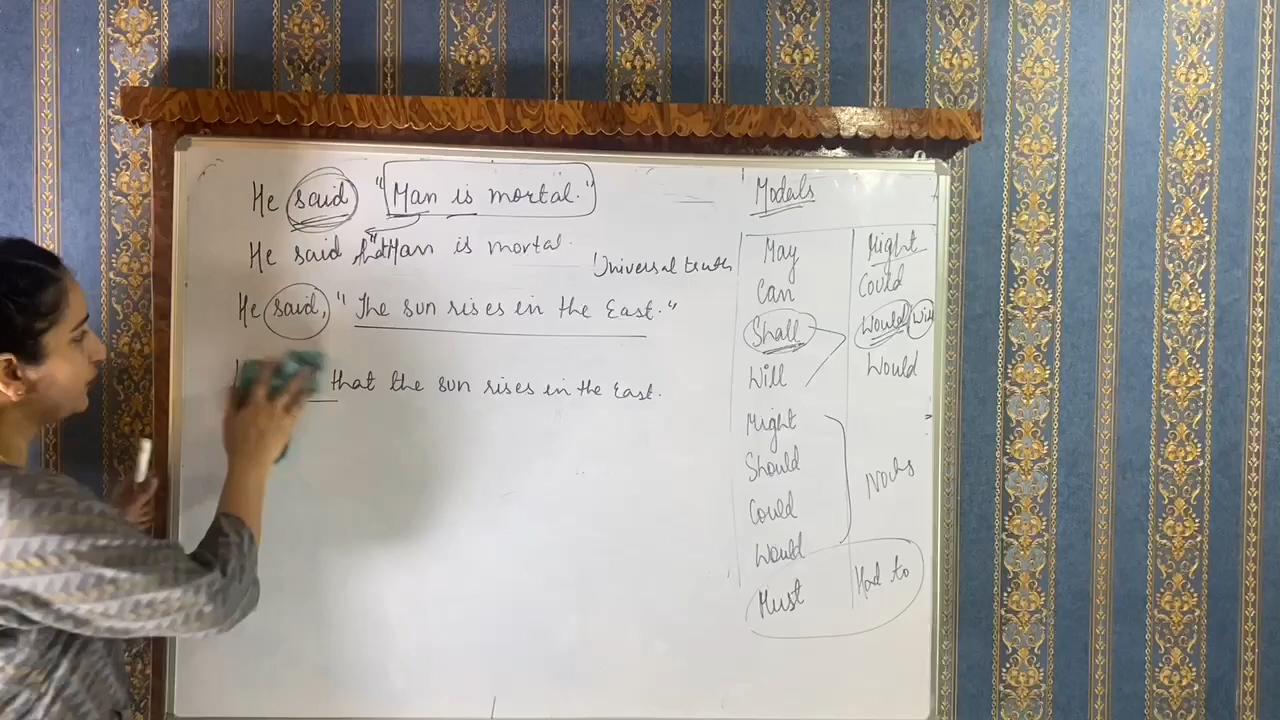 He said "Man is mortal."
He said that Man is mortal.
Universal truth
He said, "The sun rises in the East."
that the sun rises in the East.
Modals
May Might
Can Could
Shall Would (Will
Will Would
Might
Should
Could
Would
Must Had to